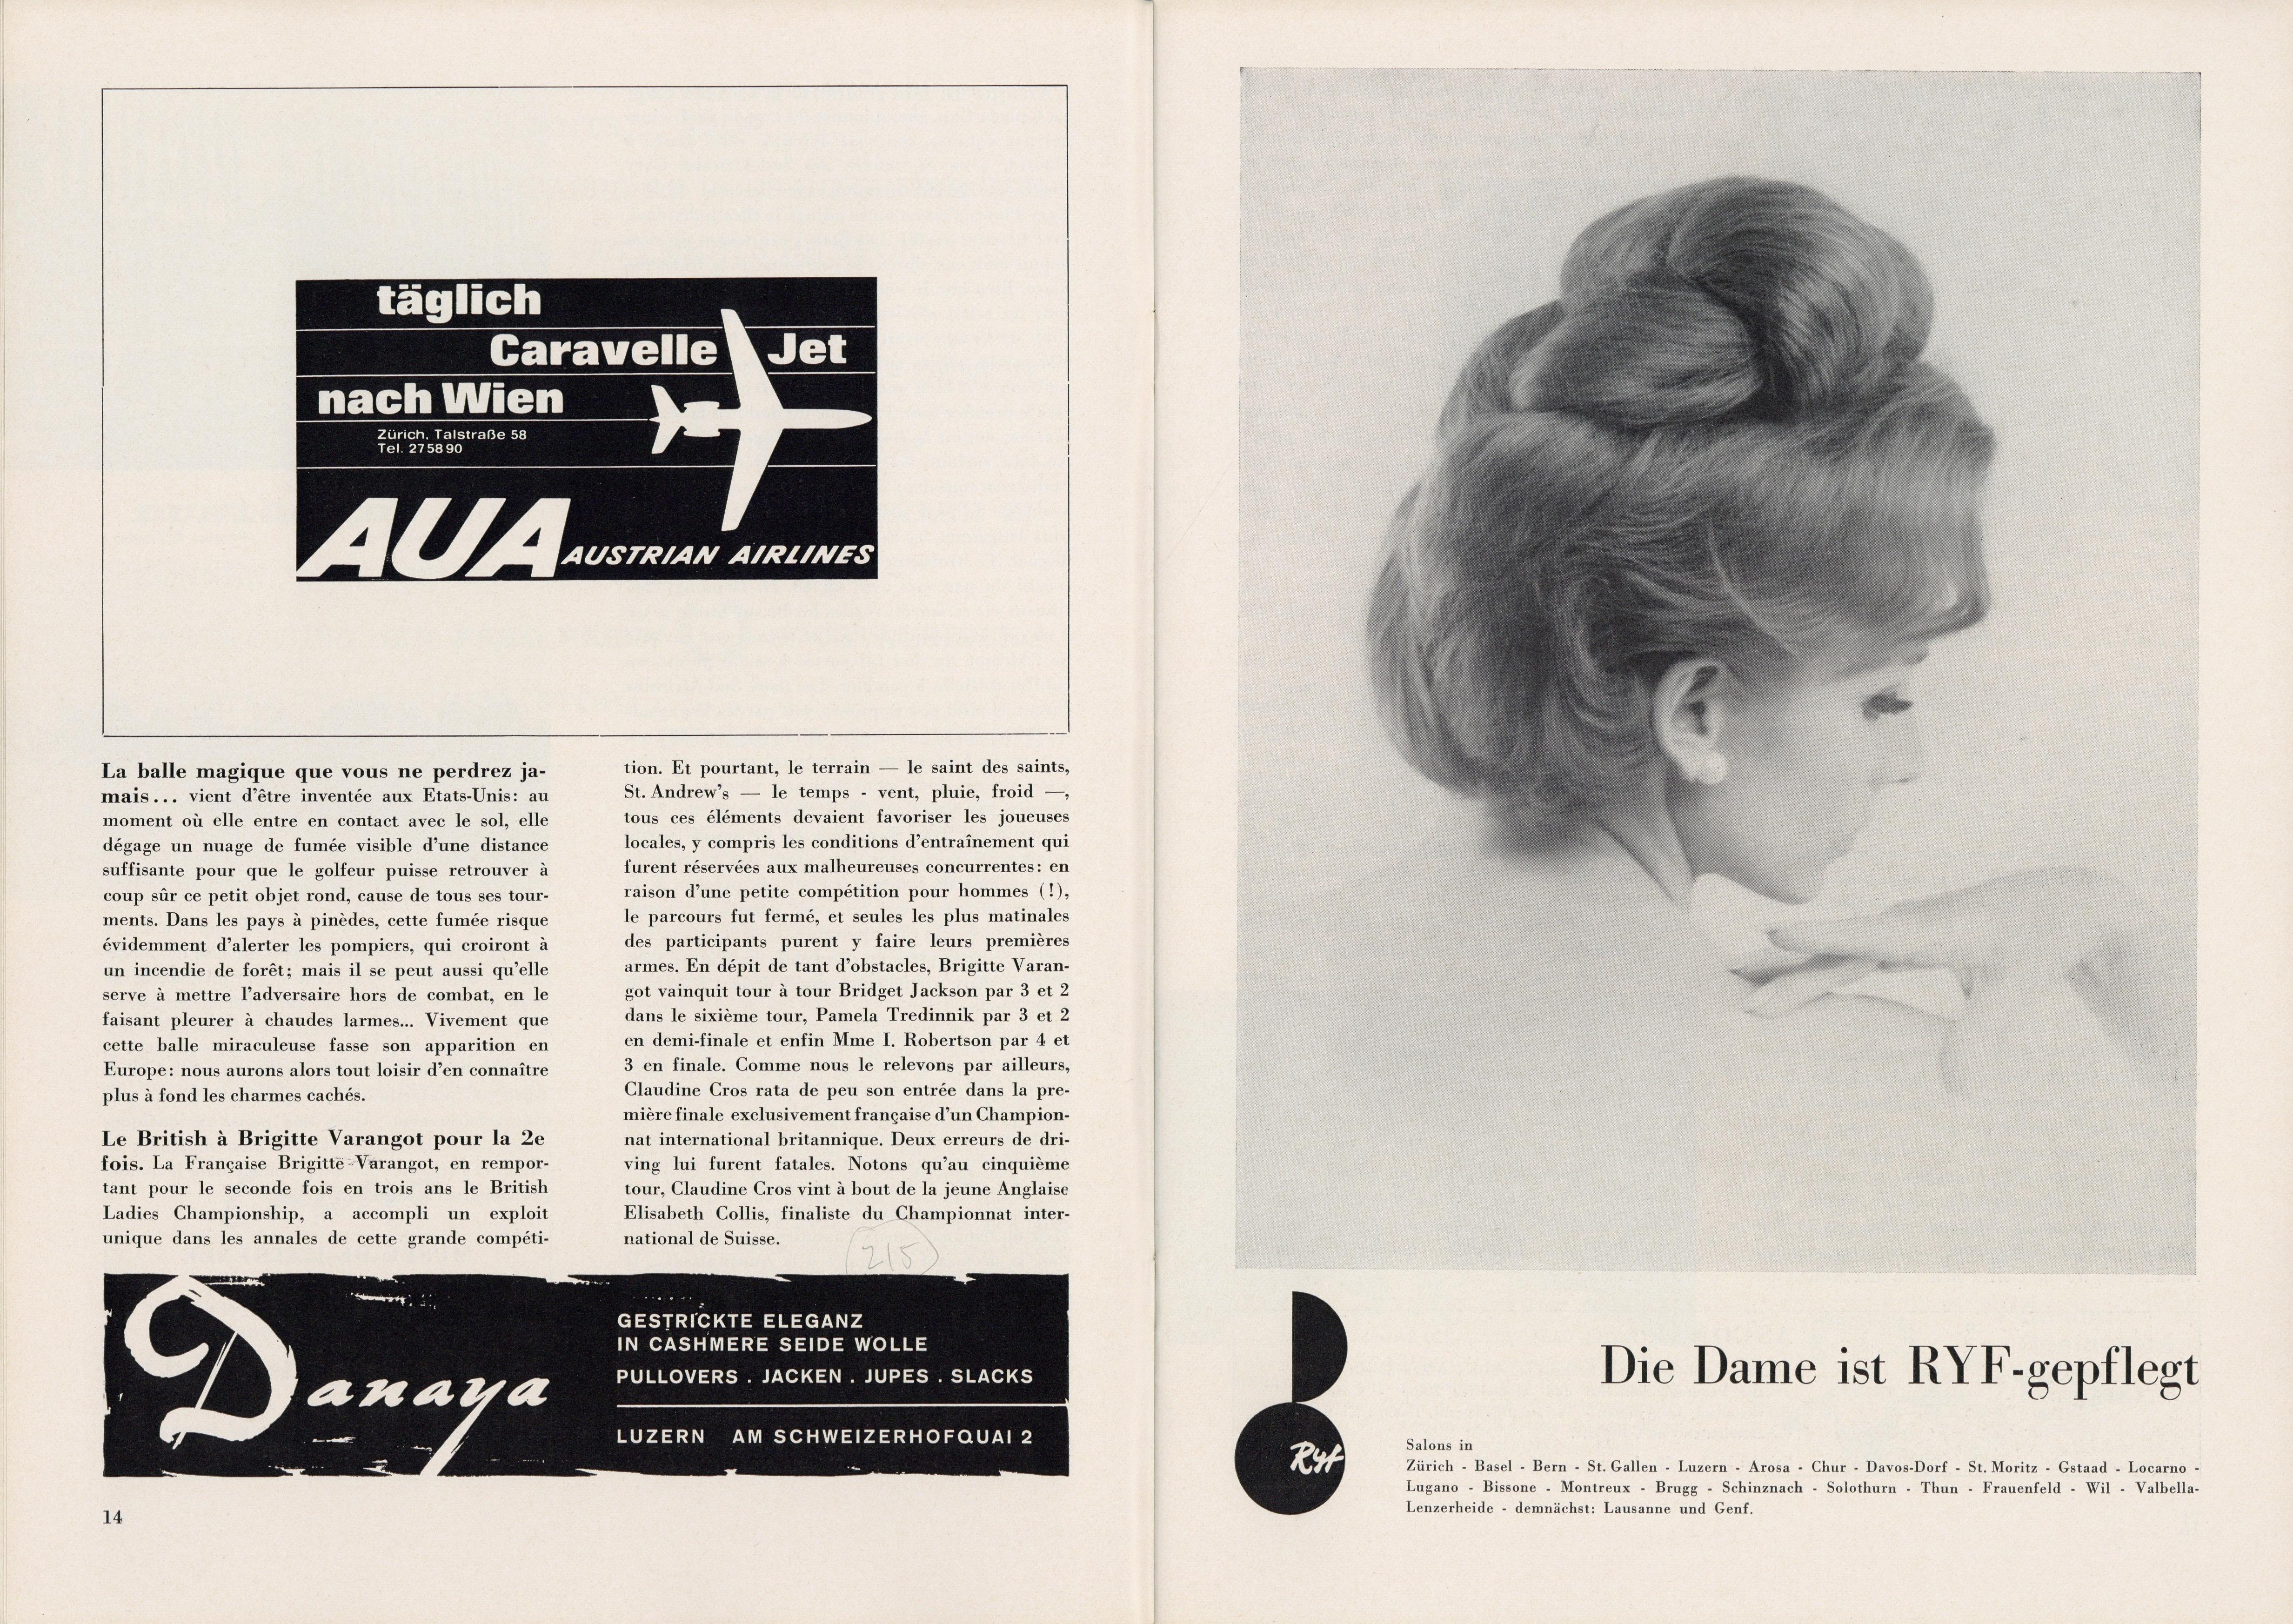 täglich
Caravelle Jet
nach Wien
Zürich, Talstraße 58
Tel. 27 58 90
AUA AUSTRIAN AIRLINES
La balle magique que vous ne perdrez ja-
mais... vient d'être inventée aux Etats-Unis: au
moment où elle entre en contact avec le sol, elle
dégage un nuage de fumée visible d'une distance
suffisante pour que le golfeur puisse retrouver à
coup sûr ce petit objet rond, cause de tous ses tour-
ments. Dans les pays à pinèdes, cette fumée risque
évidemment d'alerter les pompiers, qui croiront à
un incendie de forêt; mais il se peut aussi qu'elle
serve à mettre l'adversaire hors de combat, en le
faisant pleurer à chaudes larmes... Vivement que
cette balle miraculeuse fasse son apparition en
Europe: nous aurons alors tout loisir d'en connaître
plus à fond les charmes cachés.
Le British à Brigitte Varangot pour la 2e
fois. La Française Brigitte Varangot, en rempor-
tant pour le seconde fois en trois ans le British
Ladies Championship, a accompli un exploit
unique dans les annales de cette grande compéti-
tion. Et pourtant, le terrain — le saint des saints,
St. Andrew's — le temps - vent, pluie, froid —,
tous ces éléments devaient favoriser les joueuses
locales, y compris les conditions d'entraînement qui
furent réservées aux malheureuses concurrentes: en
raison d'une petite compétition pour hommes (!),
le parcours fut fermé, et seules les plus matinales
des participants purent y faire leurs premières
armes. En dépit de tant d'obstacles, Brigitte Varan-
got vainquit tour à tour Bridget Jackson par 3 et 2
dans le sixième tour, Pamela Tredinnik par 3 et 2
en demi-finale et enfin Mme I. Robertson par 4 et
3 en finale. Comme nous le relevons par ailleurs,
Claudine Cros rata de peu son entrée dans la pre-
mière finale exclusivement française d'un Champion-
nat international britannique. Deux erreurs de dri-
ving lui furent fatales. Notons qu'au cinquième
tour, Claudine Cros vint à bout de la jeune Anglaise
Elisabeth Collis, finaliste du Championnat inter-
national de Suisse.
215
Danaya
GESTRICKTE ELEGANZ
IN CASHMERE SEIDE WOLLE
PULLOVERS . JACKEN . JUPES . SLACKS
LUZERN AM SCHWEIZERHOFQUAI 2
14
Die Dame ist RYF-gepflegt
Ryf
Salons in
Zürich - Basel - Bern - St. Gallen - Luzern - Arosa - Chur - Davos-Dorf - St. Moritz - Gstaad - Locarno -
Lugano - Bissone - Montreux - Brugg - Schinznach - Solothurn - Thun - Frauenfeld - Wil - Valbella-
Lenzerheide - demnächst: Lausanne und Genf.